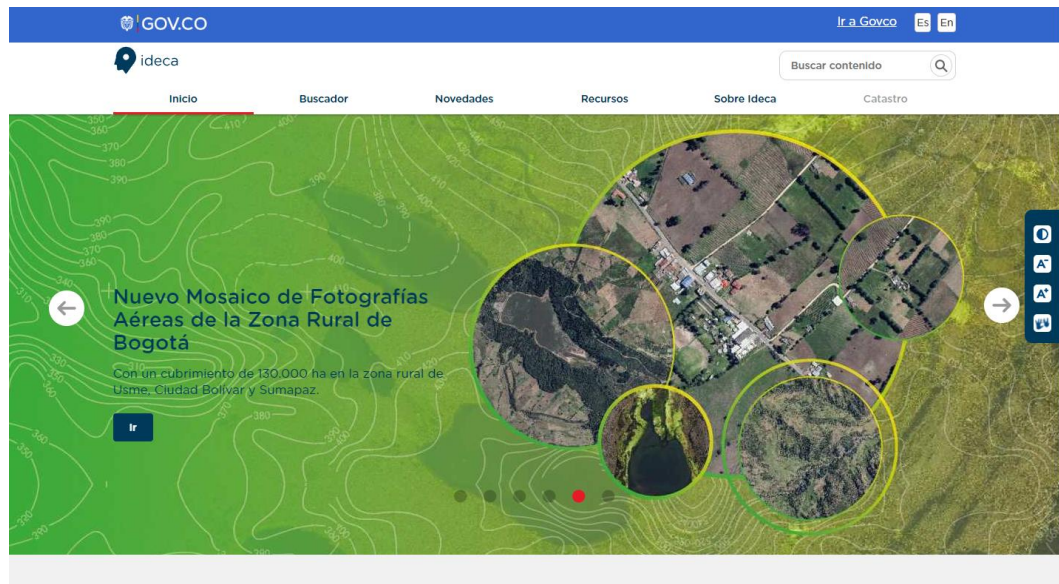 GOV.CO
Ir a Govco Es En
ideca
Buscar contenido
Inicio Buscador Novedades Recursos Sobre Ideca Catastro
Nuevo Mosaico de Fotografías
Aéreas de la Zona Rural de
Bogotá
Con un cubrimiento de 130.000 ha en la zona rural de
Usme, Ciudad Bolívar y Sumapaz.
Ir
A-
A+